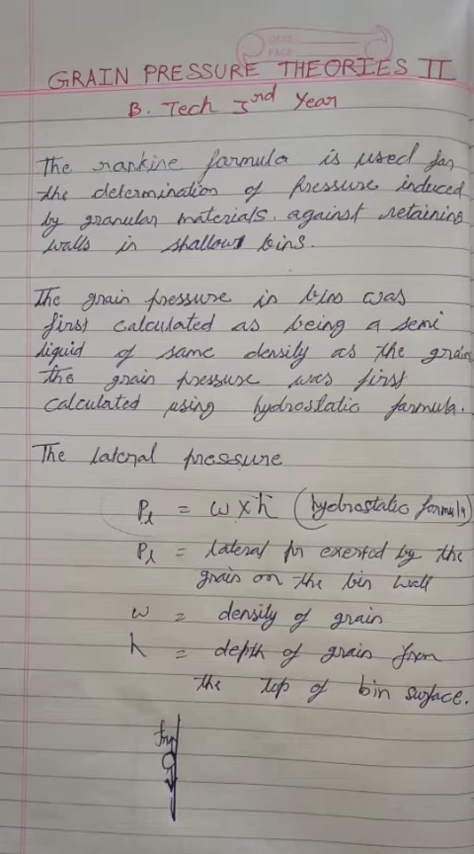 GRAIN PRESSURE THEORIES II
B. Tech 3rd Year
The rankine formula is used for
the determination of pressure induced
by granular materials. against retaining
walls in shallow bins.
The grain pressure in bins was
first calculated as being a semi
liquid of same density as the grain
the grain pressure was first
calculated using hydrostatic formula.
The lateral pressure
Pl = w x h (hydrostatic formula)
Pl = lateral pr exerted by the
grain on the bin wall
w = density of grain
h = depth of grain from
the top of bin surface.